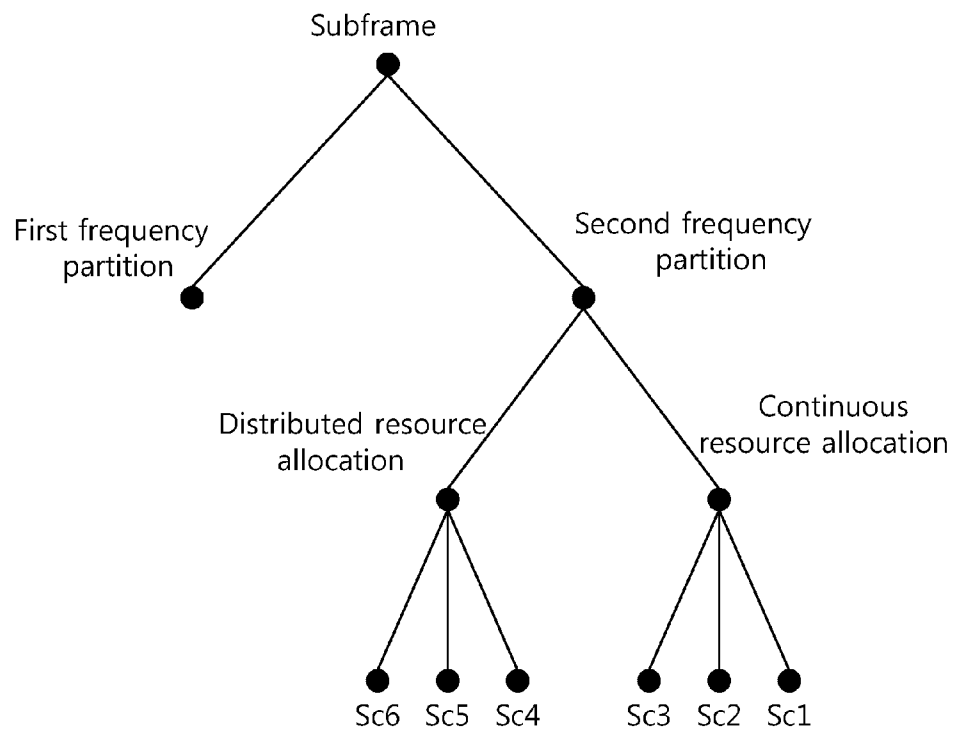 Subframe
First frequency
partition
Second frequency
partition
Distributed resource
allocation
Continuous
resource allocation
Sc6 Sc5 Sc4 Sc3 Sc2 Sc1